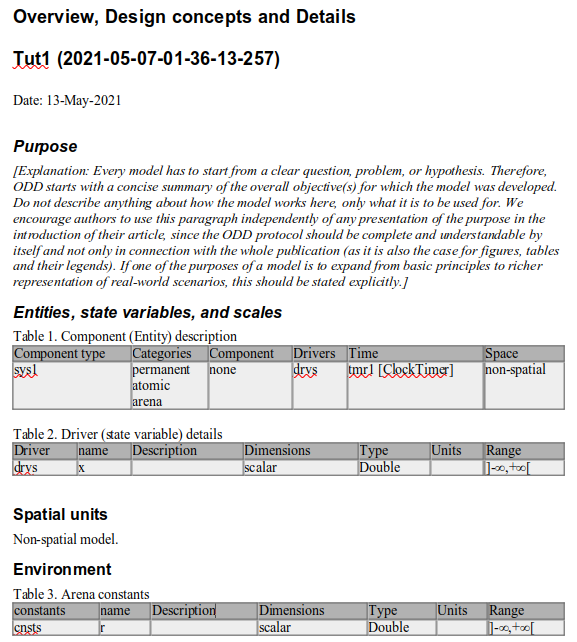 Overview, Design concepts and Details
Tut1 (2021-05-07-01-36-13-257)
Date: 13-May-2021
Purpose
[Explanation: Every model has to start from a clear question, problem, or hypothesis. Therefore,
ODD starts with a concise summary of the overall objective(s) for which the model was developed.
Do not describe anything about how the model works here, only what it is to be used for. We
encourage authors to use this paragraph independently of any presentation of the purpose in the
introduction of their article, since the ODD protocol should be complete and understandable by
itself and not only in connection with the whole publication (as it is also the case for figures, tables
and their legends). If one of the purposes of a model is to expand from basic principles to richer
representation of real-world scenarios, this should be stated explicitly.]
Entities, state variables, and scales
Table 1. Component (Entity) description
Component type Categories Component Drivers Time Space
sys1 permanent none drvs tmr1 [ClockTimer] non-spatial
atomic
arena
Table 2. Driver (state variable) details
Driver name Description Dimensions Type Units Range
drvs x scalar Double ]-∞,+∞[
Spatial units
Non-spatial model.
Environment
Table 3. Arena constants
constants name Description Dimensions Type Units Range
cnsts r scalar Double ]-∞,+∞[